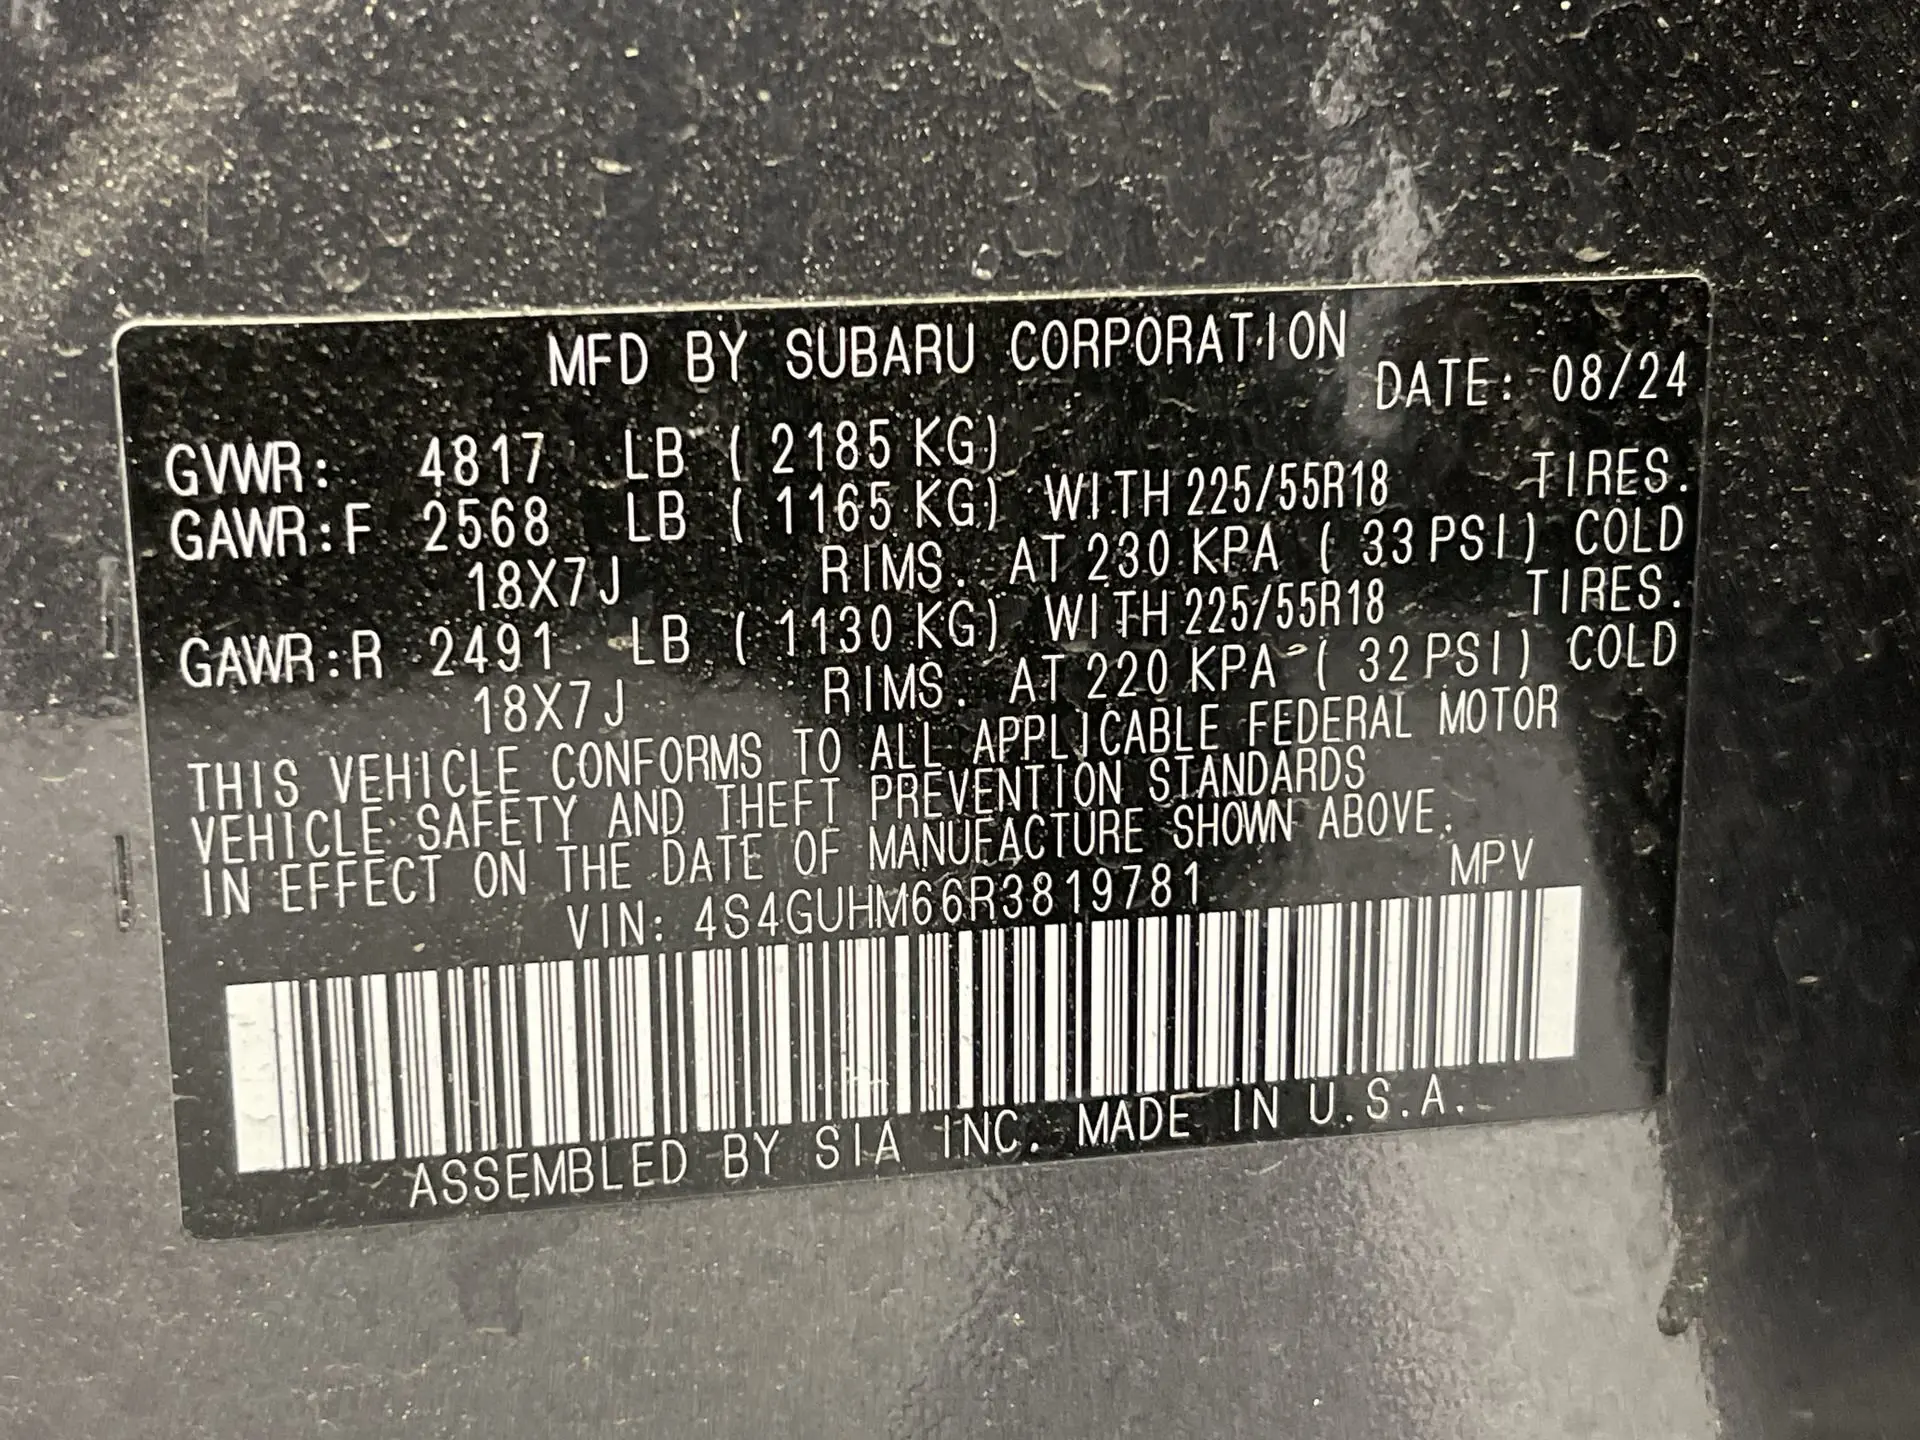 MFD BY SUBARU CORPORATION
DATE: 08/24
GVWR: 4817 LB ( 2185 KG)
GAWR:F 2568 LB ( 1165 KG) WITH 225/55R18 TIRES.
18X7J RIMS. AT 230 KPA ( 33 PSI) COLD
GAWR:R 2491 LB ( 1130 KG) WITH 225/55R18 TIRES.
18X7J RIMS. AT 220 KPA ( 32 PSI) COLD
THIS VEHICLE CONFORMS TO ALL APPLICABLE FEDERAL MOTOR
VEHICLE SAFETY AND THEFT PREVENTION STANDARDS
IN EFFECT ON THE DATE OF MANUFACTURE SHOWN ABOVE.
VIN: 4S4GUHM66R3819781 MPV
ASSEMBLED BY SIA INC. MADE IN U.S.A.